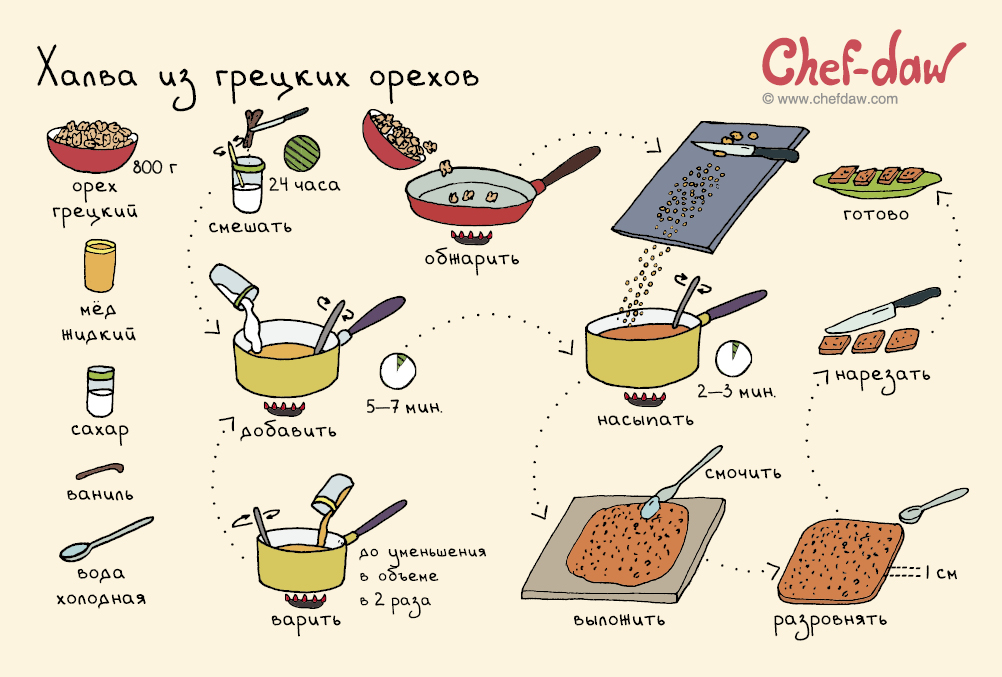 Халва из грецких орехов
Chef-daw
© www.chefdaw.com
800 г
орех
грецкий
мёд
жидкий
сахар
ваниль
вода
холодная
24 часа
смешать
обжарить
добавить
5–7 мин.
варить
до уменьшения
в объеме
в 2 раза
насыпать
2–3 мин.
смочить
выложить
1 см
разровнять
нарезать
готово